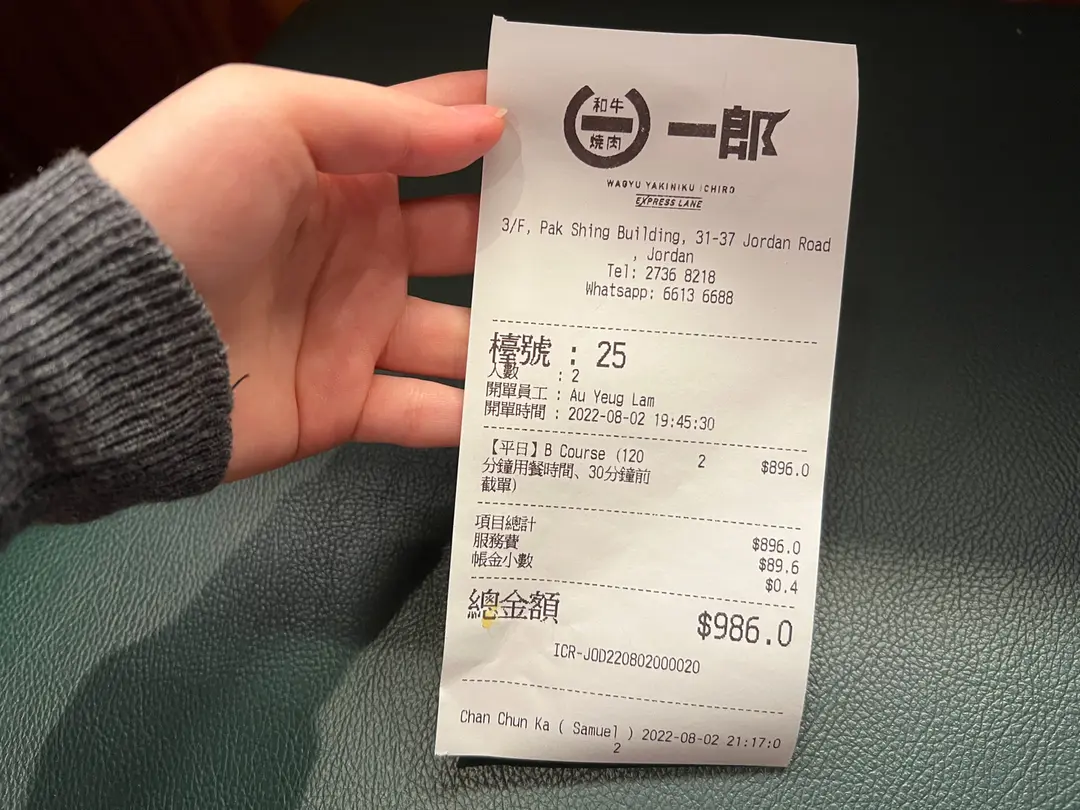 和牛
一
焼肉
一郎
WAGYU YAKINIKU ICHIRO
EXPRESS LANE
3/F, Pak Shing Building, 31-37 Jordan Road
, Jordan
Tel: 2736 8218
Whatsapp: 6613 6688
檯號 : 25
人數 : 2
開單員工 : Au Yeug Lam
開單時間 : 2022-08-02 19:45:30
【平日】B Course (120 2 $896.0
分鐘用餐時間、30分鐘前
截單)
項目總計 $896.0
服務費 $89.6
帳金小數 $0.4
總金額 $986.0
ICR-JOD220802000020
Chan Chun Ka ( Samuel ) 2022-08-02 21:17:0
2